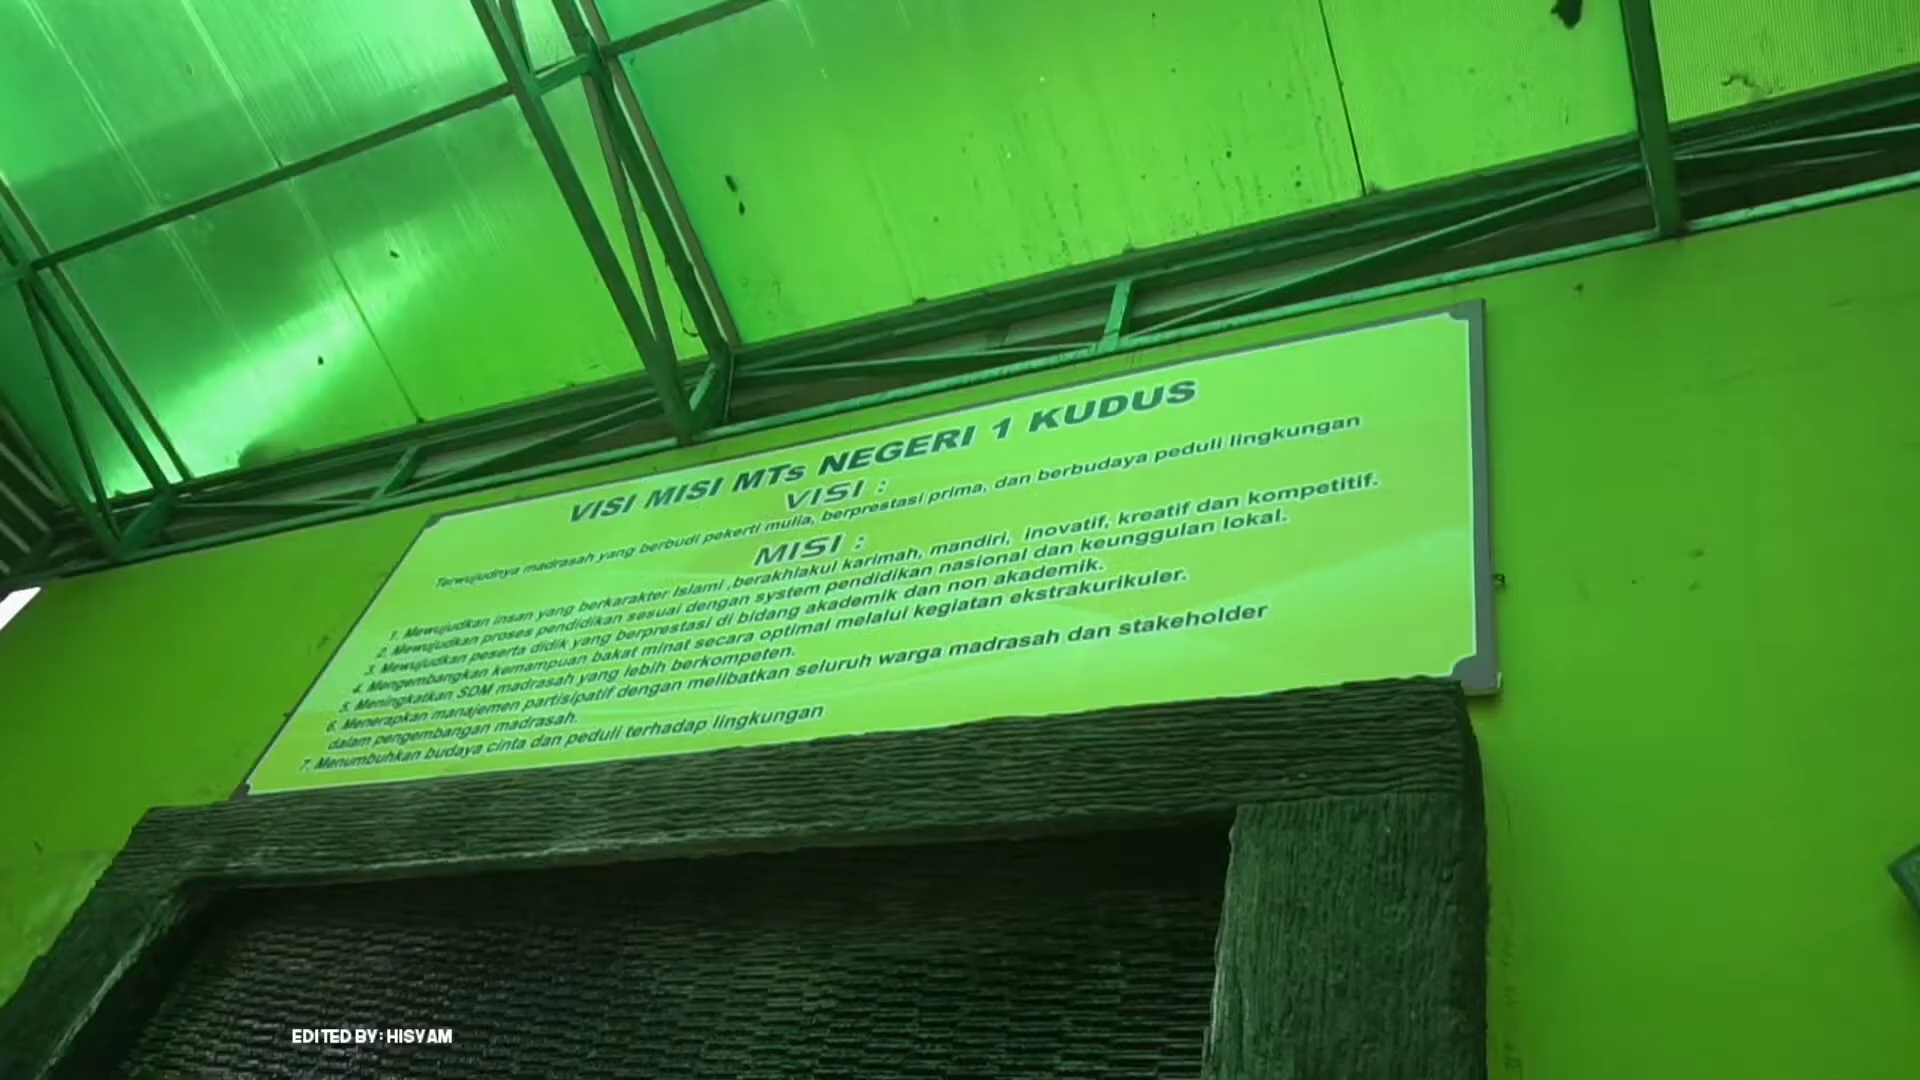 VISI MISI MTs NEGERI 1 KUDUS
VISI :
Terwujudnya madrasah yang berbudi pekerti mulia, berprestasi prima, dan berbudaya peduli lingkungan
MISI :
1. Mewujudkan insan yang berkarakter Islami ,berakhlakul karimah, mandiri, inovatif, kreatif dan kompetitif.
2. Mewujudkan proses pendidikan sesuai dengan system pendidikan nasional dan keunggulan lokal.
3. Mewujudkan peserta didik yang berprestasi di bidang akademik dan non akademik.
4. Mengembangkan kemampuan bakat minat secara optimal melalui kegiatan ekstrakurikuler.
5. Meningkatkan SDM madrasah yang lebih berkompeten.
6. Menerapkan manajemen partisipatif dengan melibatkan seluruh warga madrasah dan stakeholder
dalam pengembangan madrasah.
7. Menumbuhkan budaya cinta dan peduli terhadap lingkungan
EDITED BY: HISYAM